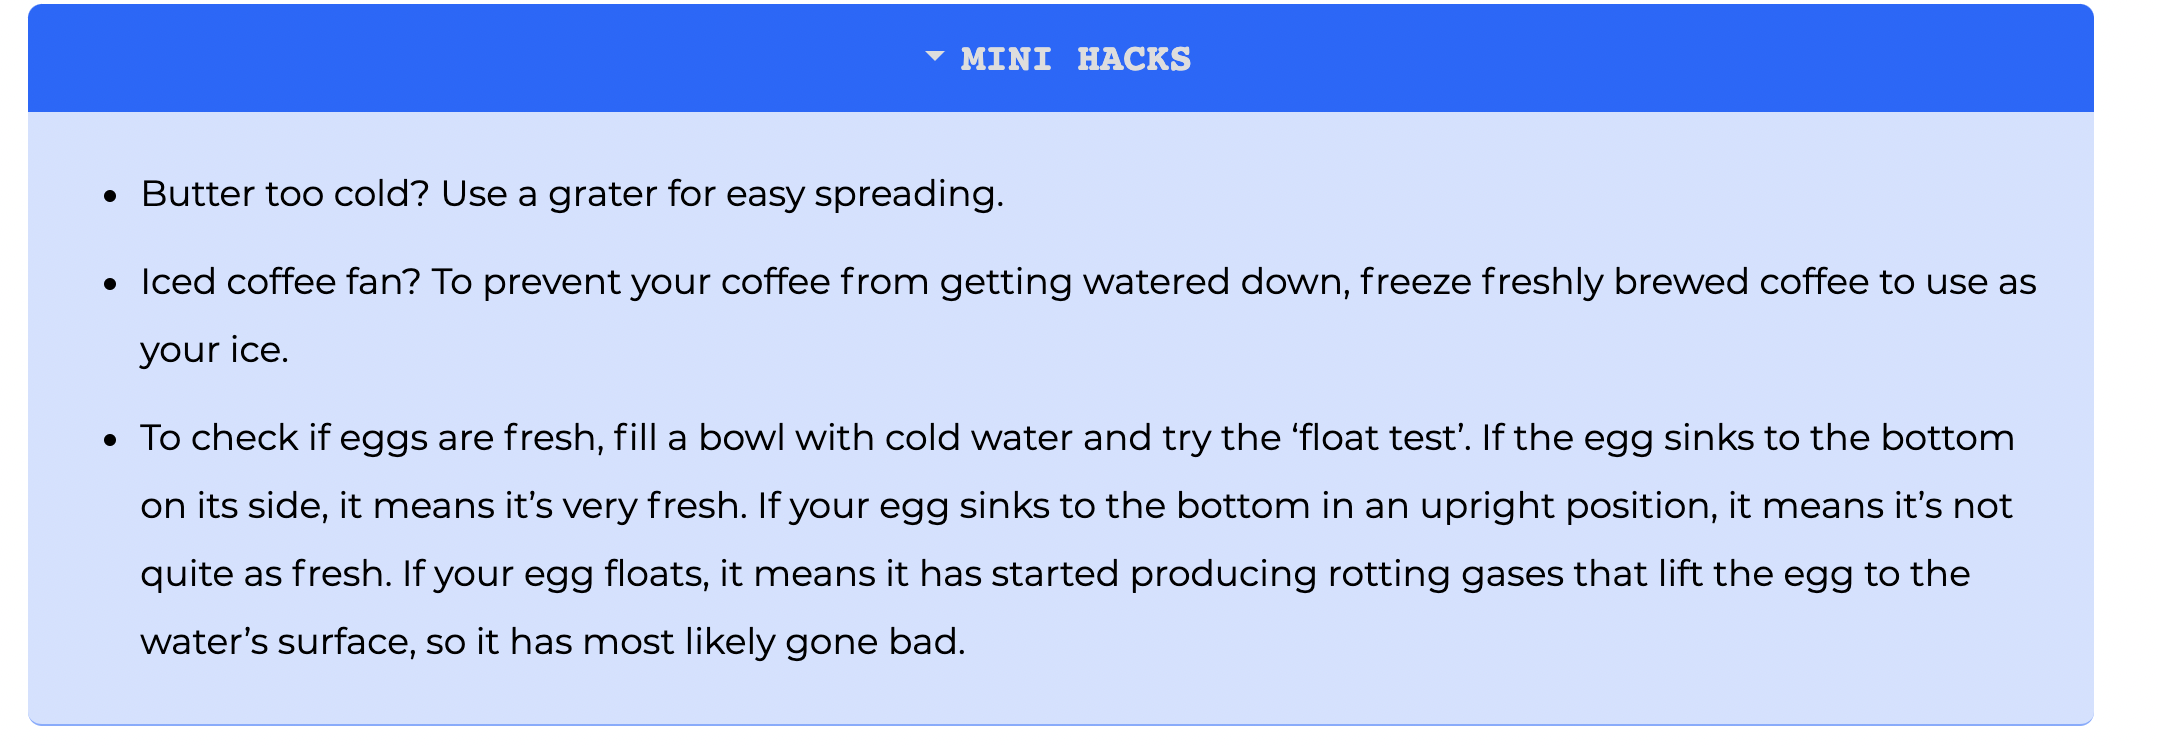 MINI HACKS
Butter too cold? Use a grater for easy spreading.
Iced coffee fan? To prevent your coffee from getting watered down, freeze freshly brewed coffee to use as
your ice.
To check if eggs are fresh, fill a bowl with cold water and try the ‘float test’. If the egg sinks to the bottom
on its side, it means it’s very fresh. If your egg sinks to the bottom in an upright position, it means it’s not
quite as fresh. If your egg floats, it means it has started producing rotting gases that lift the egg to the
water’s surface, so it has most likely gone bad.